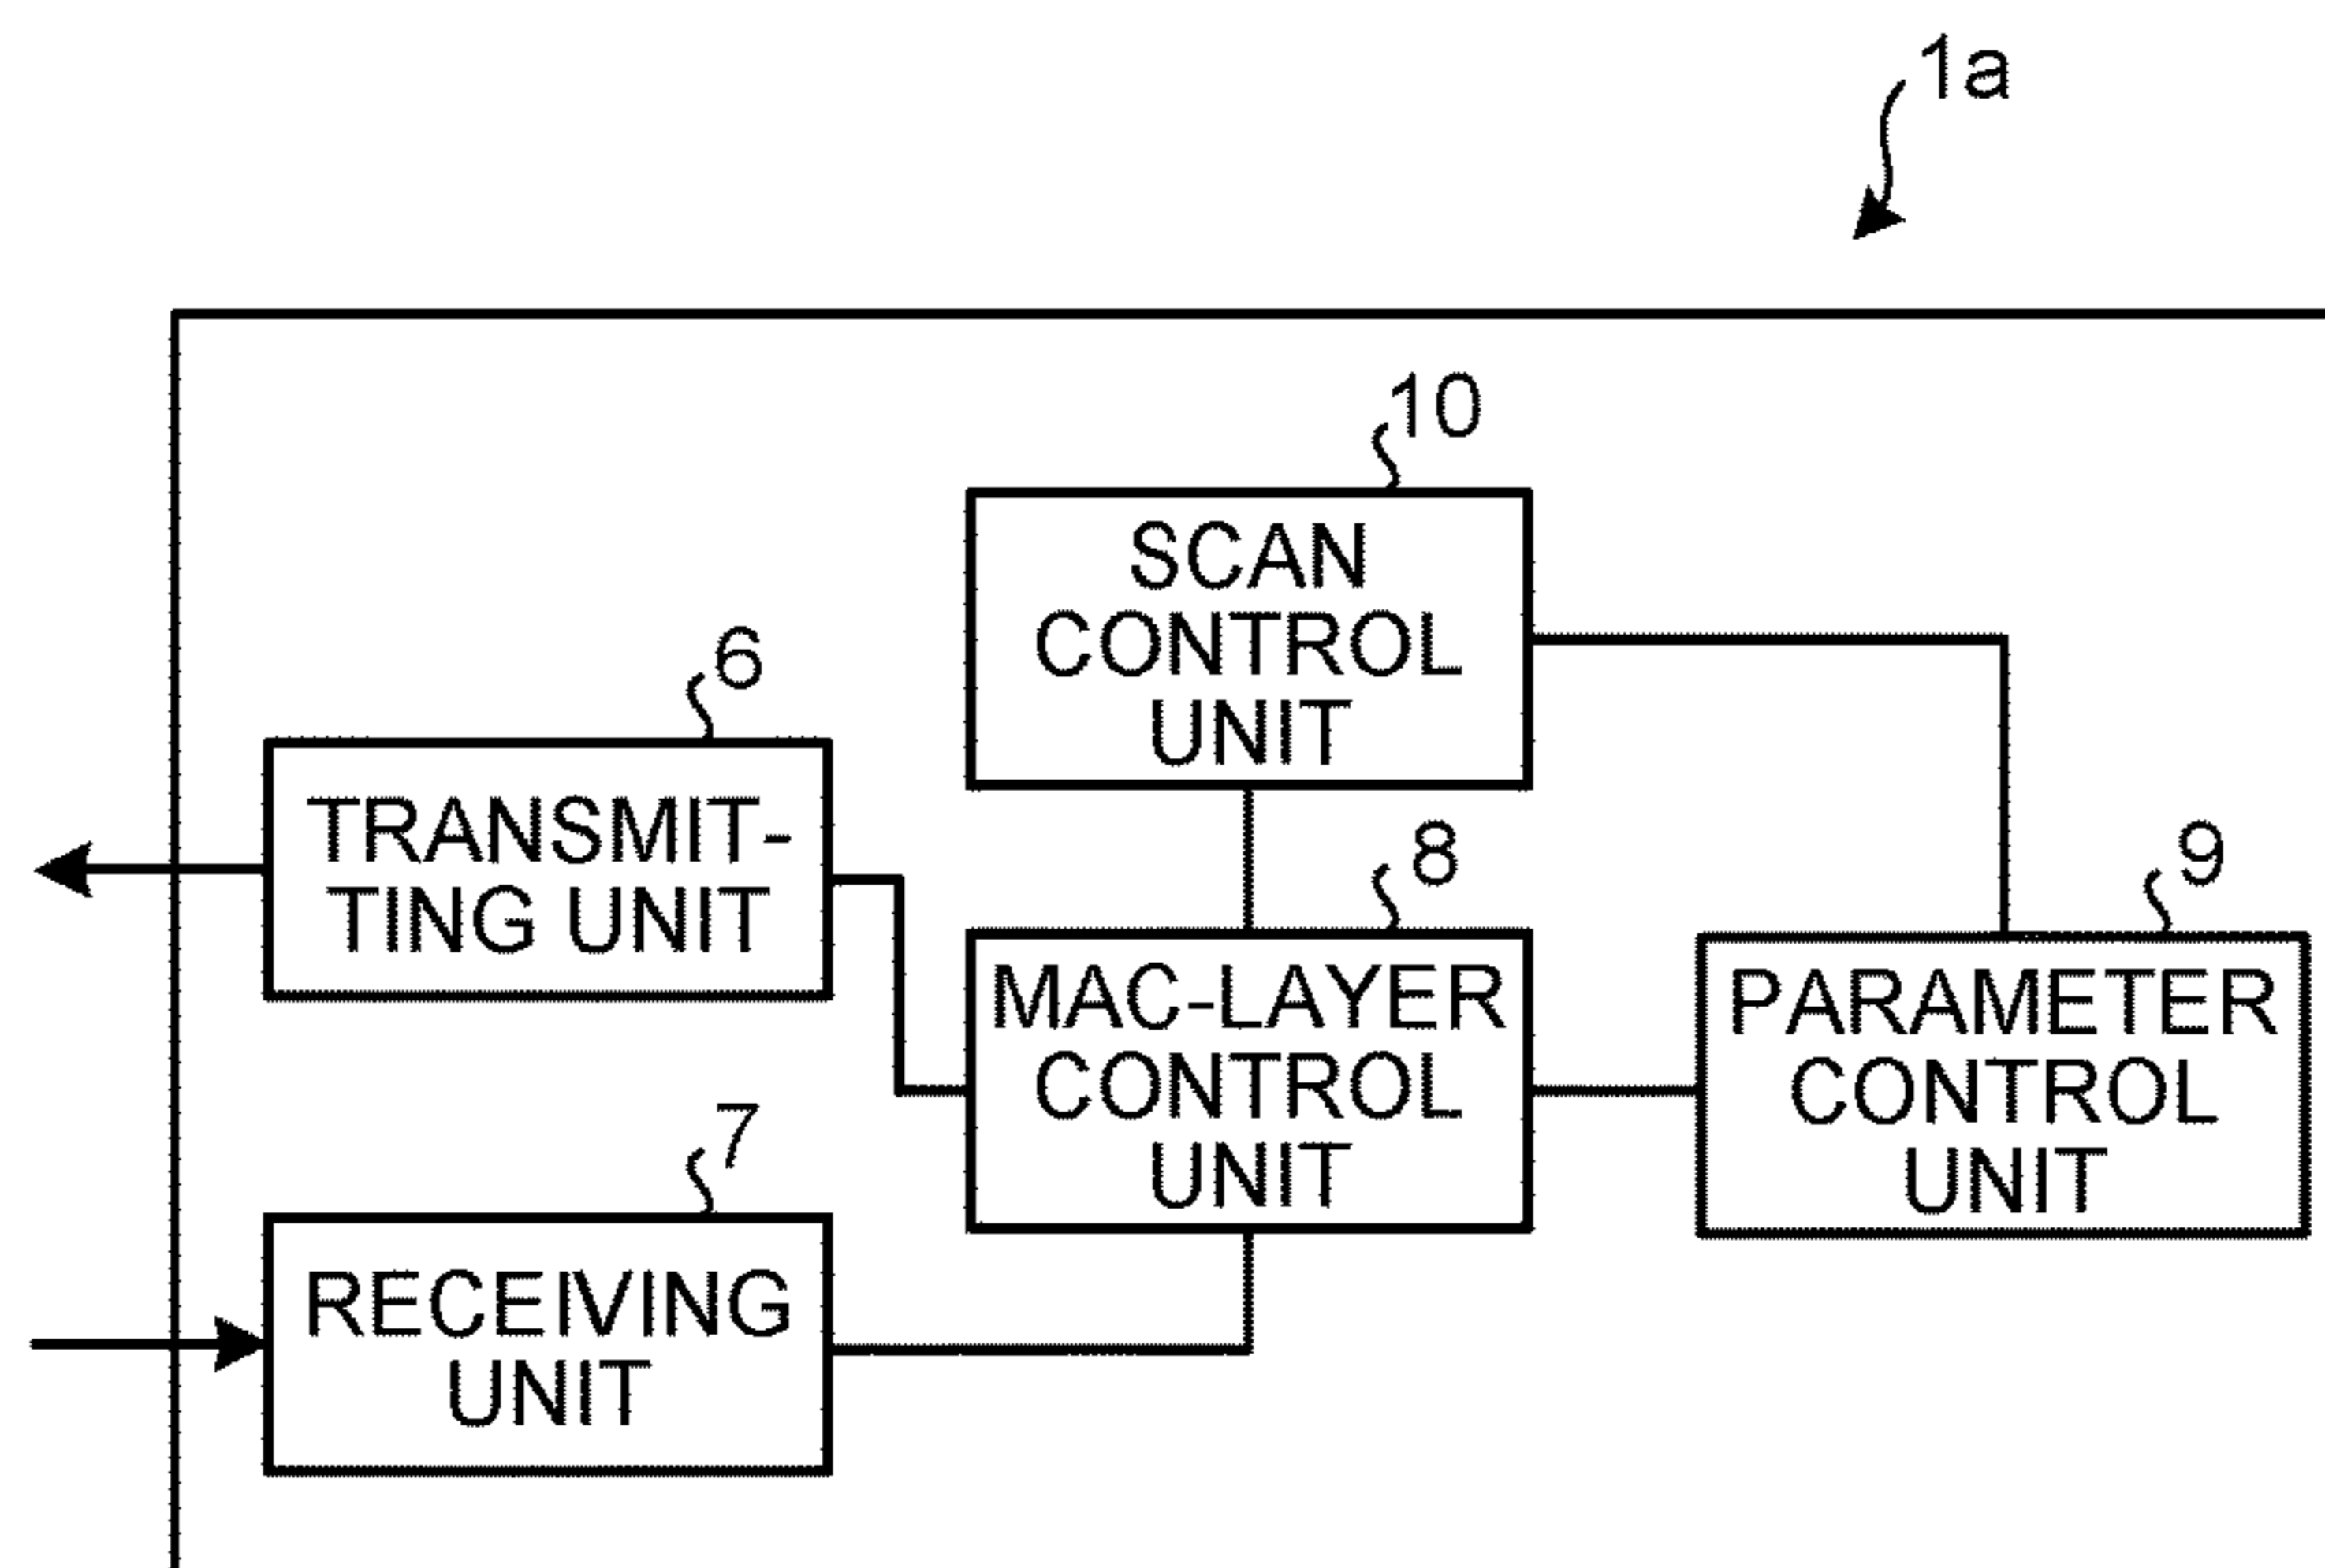 1a
10
SCAN
CONTROL
UNIT
6
TRANSMIT-
TING UNIT
8
MAC-LAYER
CONTROL
UNIT
9
PARAMETER
CONTROL
UNIT
7
RECEIVING
UNIT